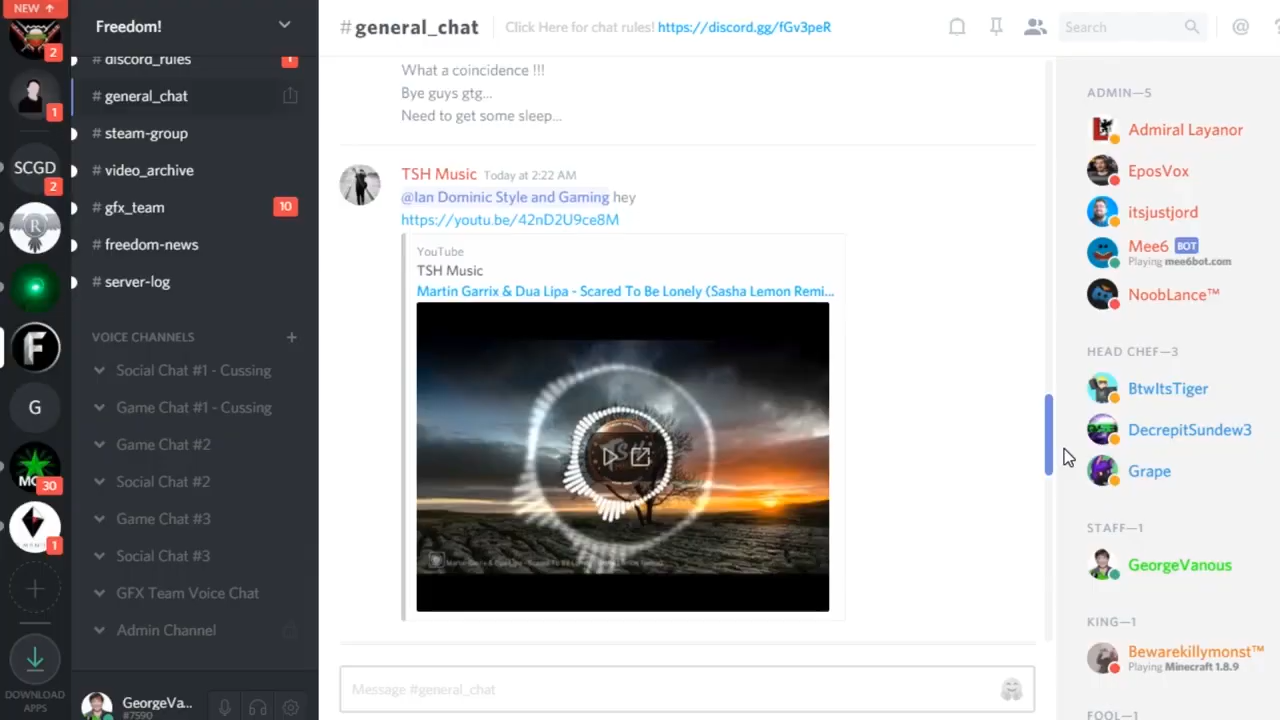 NEW ↑
2
1
SCGD
2
R
F
G
MC
30
1
DOWNLOAD
APPS
Freedom!
# discord_rules
1
# general_chat
# steam-group
# video_archive
# gfx_team
10
# freedom-news
# server-log
VOICE CHANNELS
Social Chat #1 - Cussing
Game Chat #1 - Cussing
Game Chat #2
Social Chat #2
Game Chat #3
Social Chat #3
GFX Team Voice Chat
Admin Channel
GeorgeVa...
#7590
#general_chat
Click Here for chat rules! https://discord.gg/fGv3peR
Search
@
What a coincidence !!!
Bye guys gtg...
Need to get some sleep...
TSH Music Today at 2:22 AM
@Ian Dominic Style and Gaming hey
https://youtu.be/42nD2U9ce8M
YouTube
TSH Music
Martin Garrix & Dua Lipa - Scared To Be Lonely (Sasha Lemon Remi...
Message #general_chat
ADMIN—5
Admiral Layanor
EposVox
itsjustjord
Mee6 BOT
Playing mee6bot.com
NoobLance™
HEAD CHEF—3
BtwItsTiger
DecrepitSundew3
Grape
STAFF—1
GeorgeVanous
KING—1
Bewarekillymonst™
Playing Minecraft 1.8.9
FOOL—1